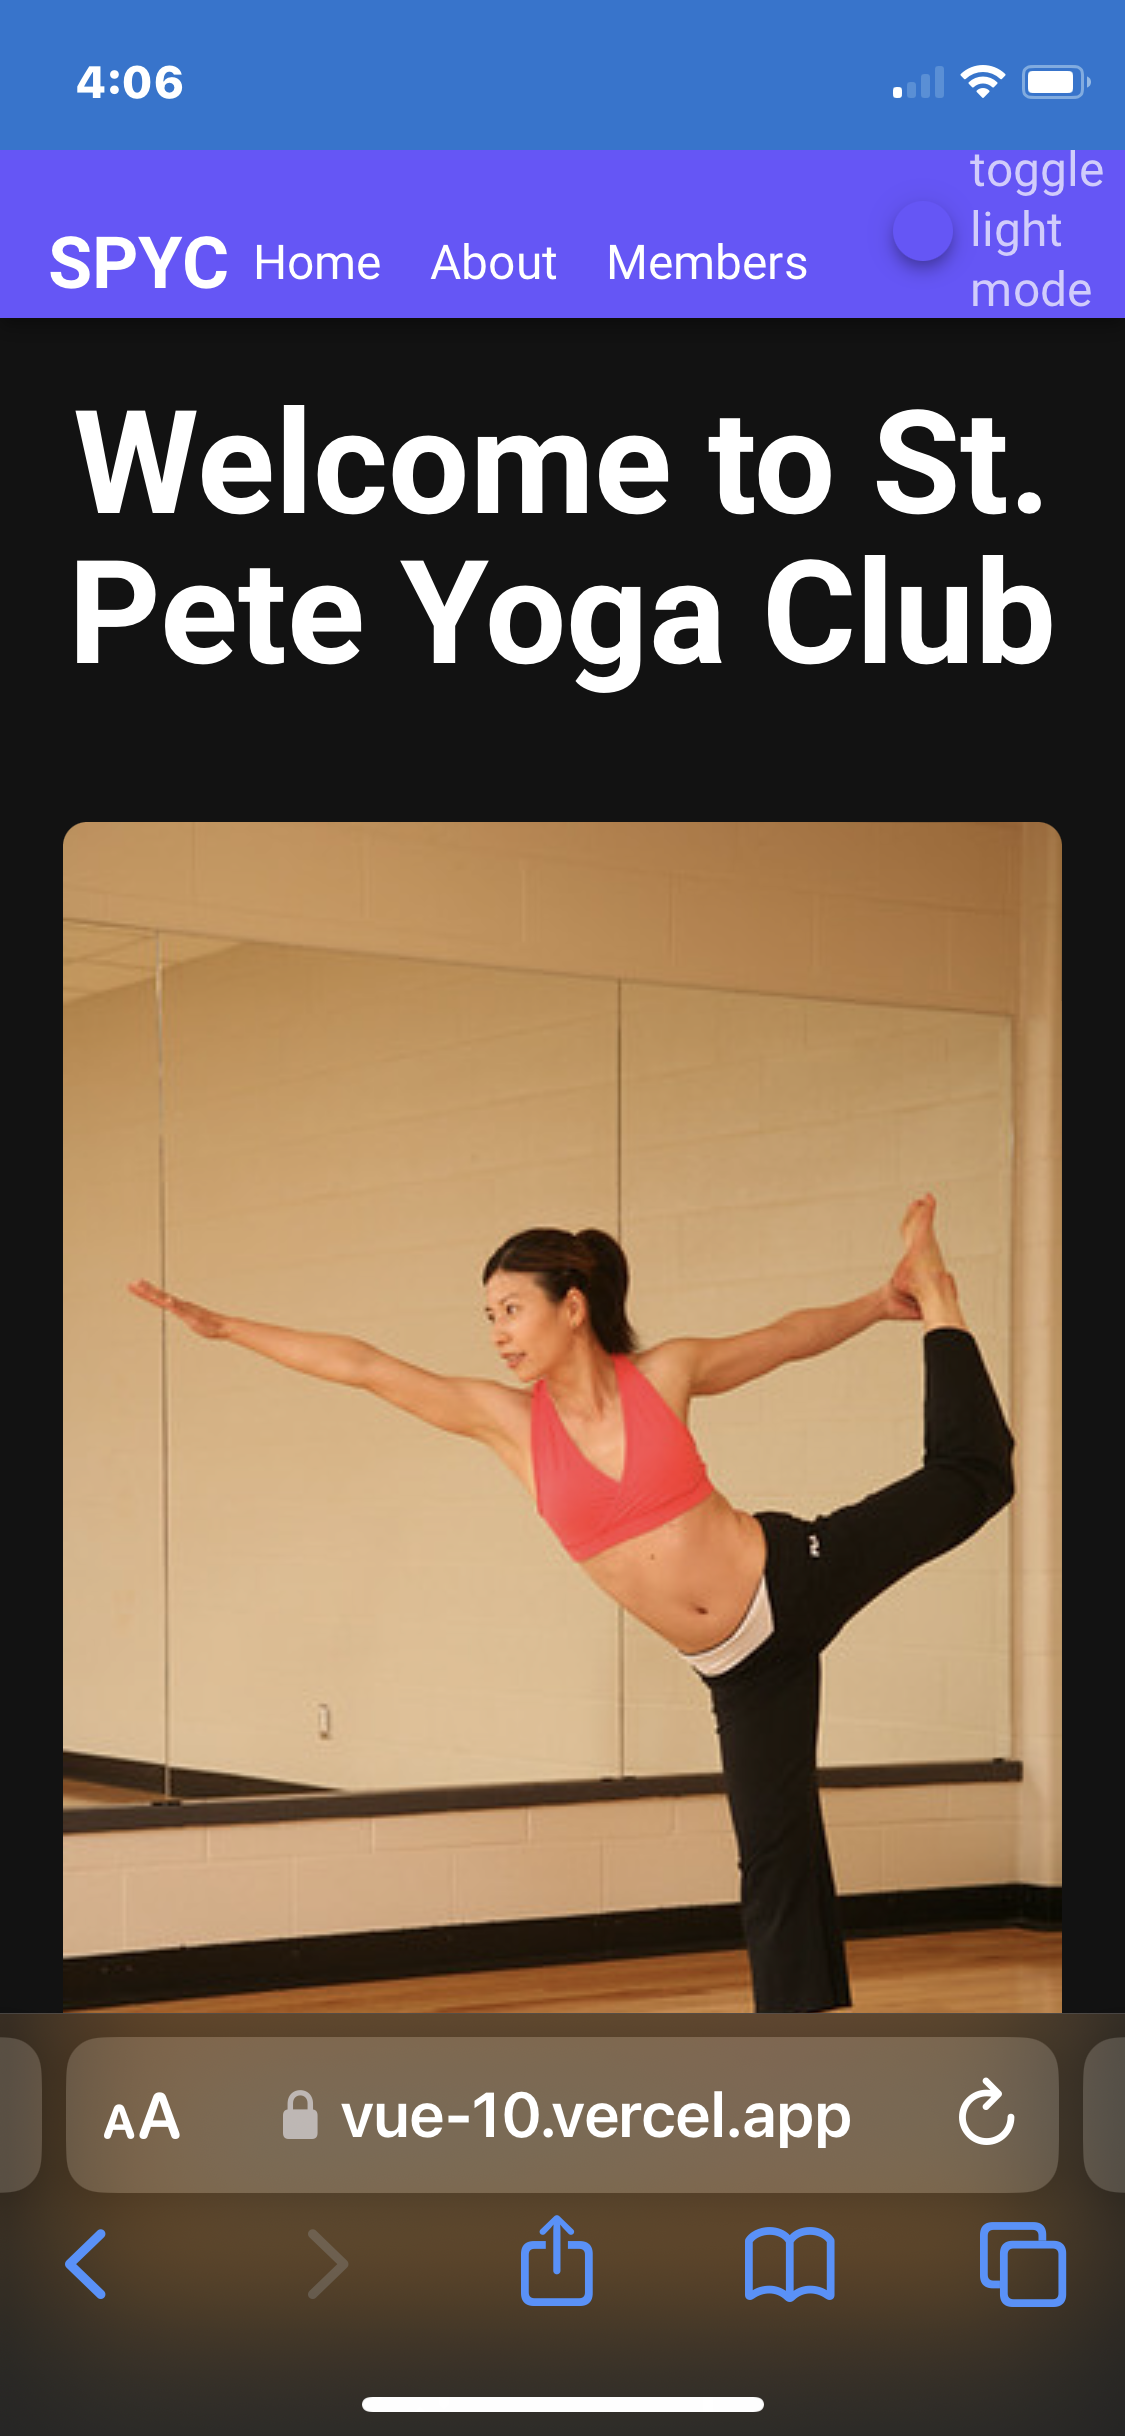 4:06
toggle
light
mode
SPYC Home About Members
Welcome to St.
Pete Yoga Club
AA vue-10.vercel.app